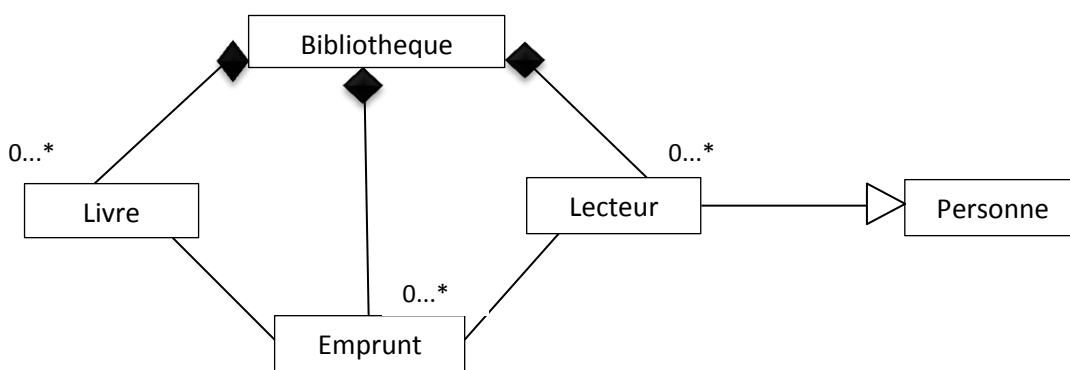 Bibliotheque
0...*
0...*
Livre
Lecteur
Personne
0...*
Emprunt